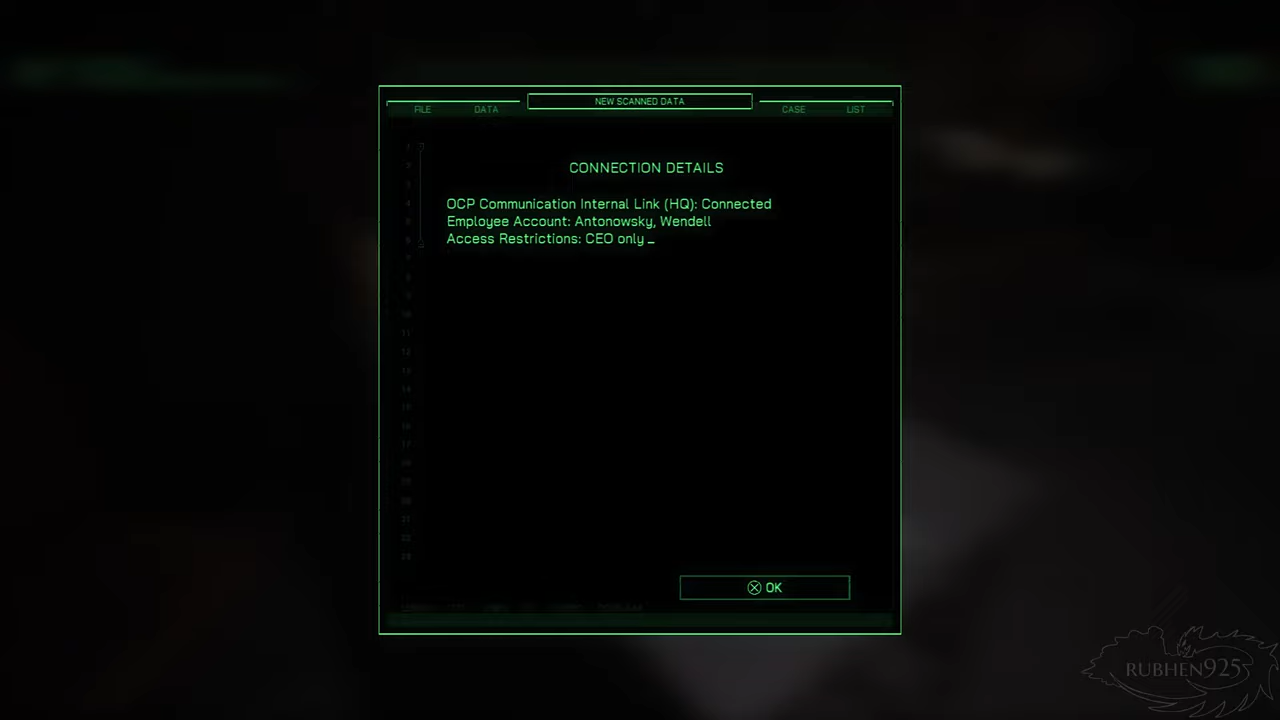 NEW SCANNED DATA
FILE DATA CASE LIST
CONNECTION DETAILS
OCP Communication Internal Link (HQ): Connected
Employee Account: Antonowsky, Wendell
Access Restrictions: CEO only _
OK
RUBHEN925